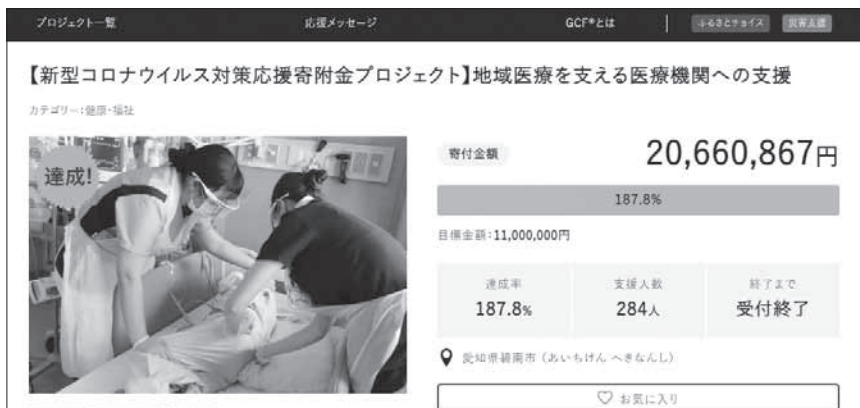 プロジェクト一覧
応援メッセージ
GCF®とは
ふるさとチョイス
災害支援
【新型コロナウイルス対策応援寄附金プロジェクト】地域医療を支える医療機関への支援
カテゴリー:健康・福祉
達成!
寄付金額
20,660,867円
187.8%
目標金額:11,000,000円
達成率
支援人数
終了まで
187.8%
284人
受付終了
愛知県碧南市(あいちけん へきなんし)
お気に入り